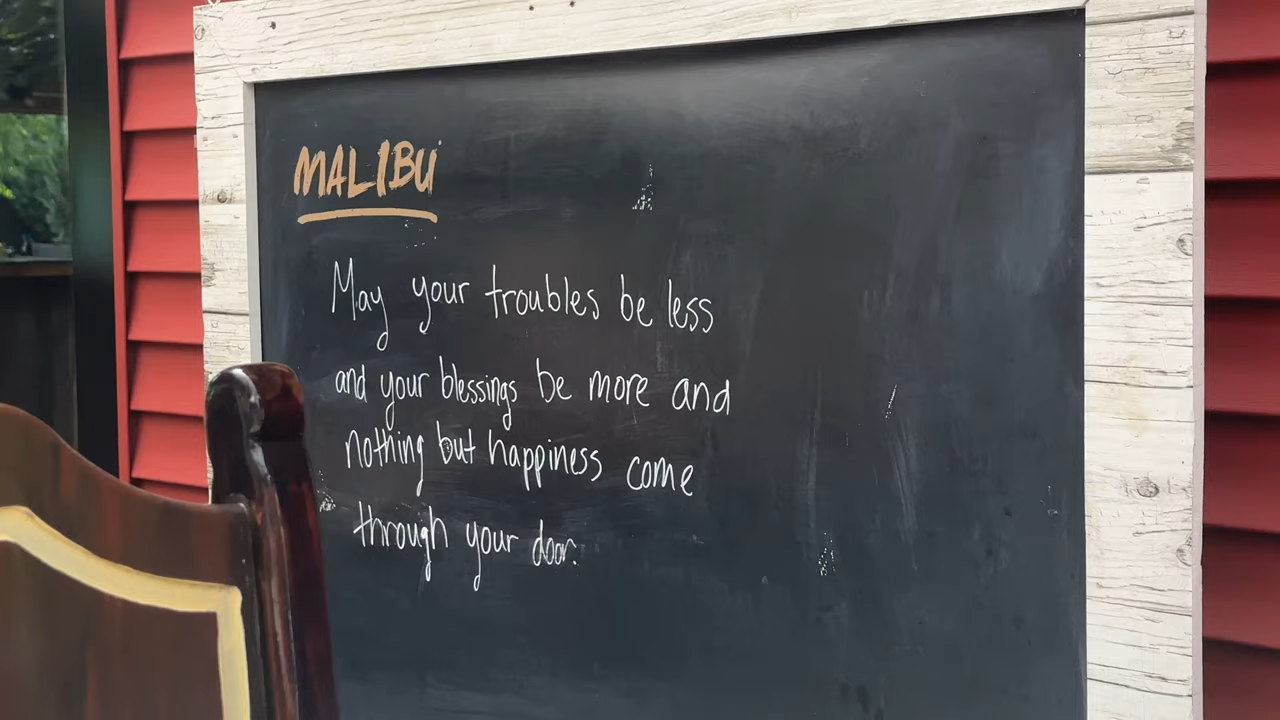 MALIBU
May your troubles be less
and your blessings be more and
nothing but happiness come
through your door.